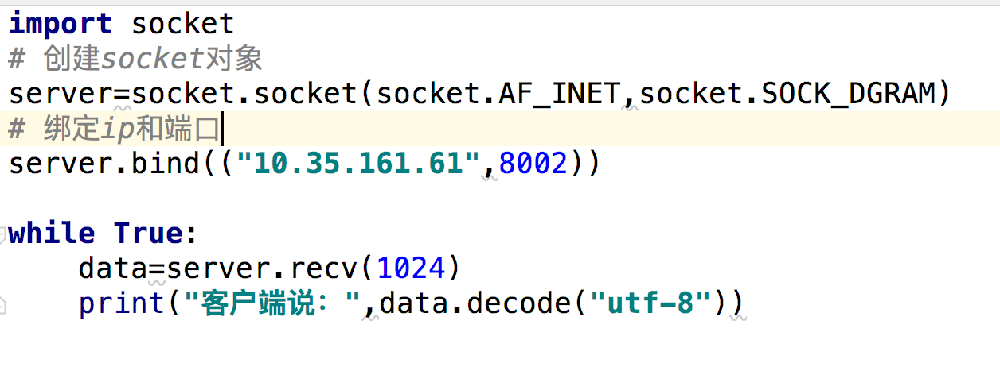 import socket
# 创建socket对象
server=socket.socket(socket.AF_INET,socket.SOCK_DGRAM)
# 绑定ip和端口
server.bind(("10.35.161.61",8002))
while True:
    data=server.recv(1024)
    print("客户端说：",data.decode("utf-8"))